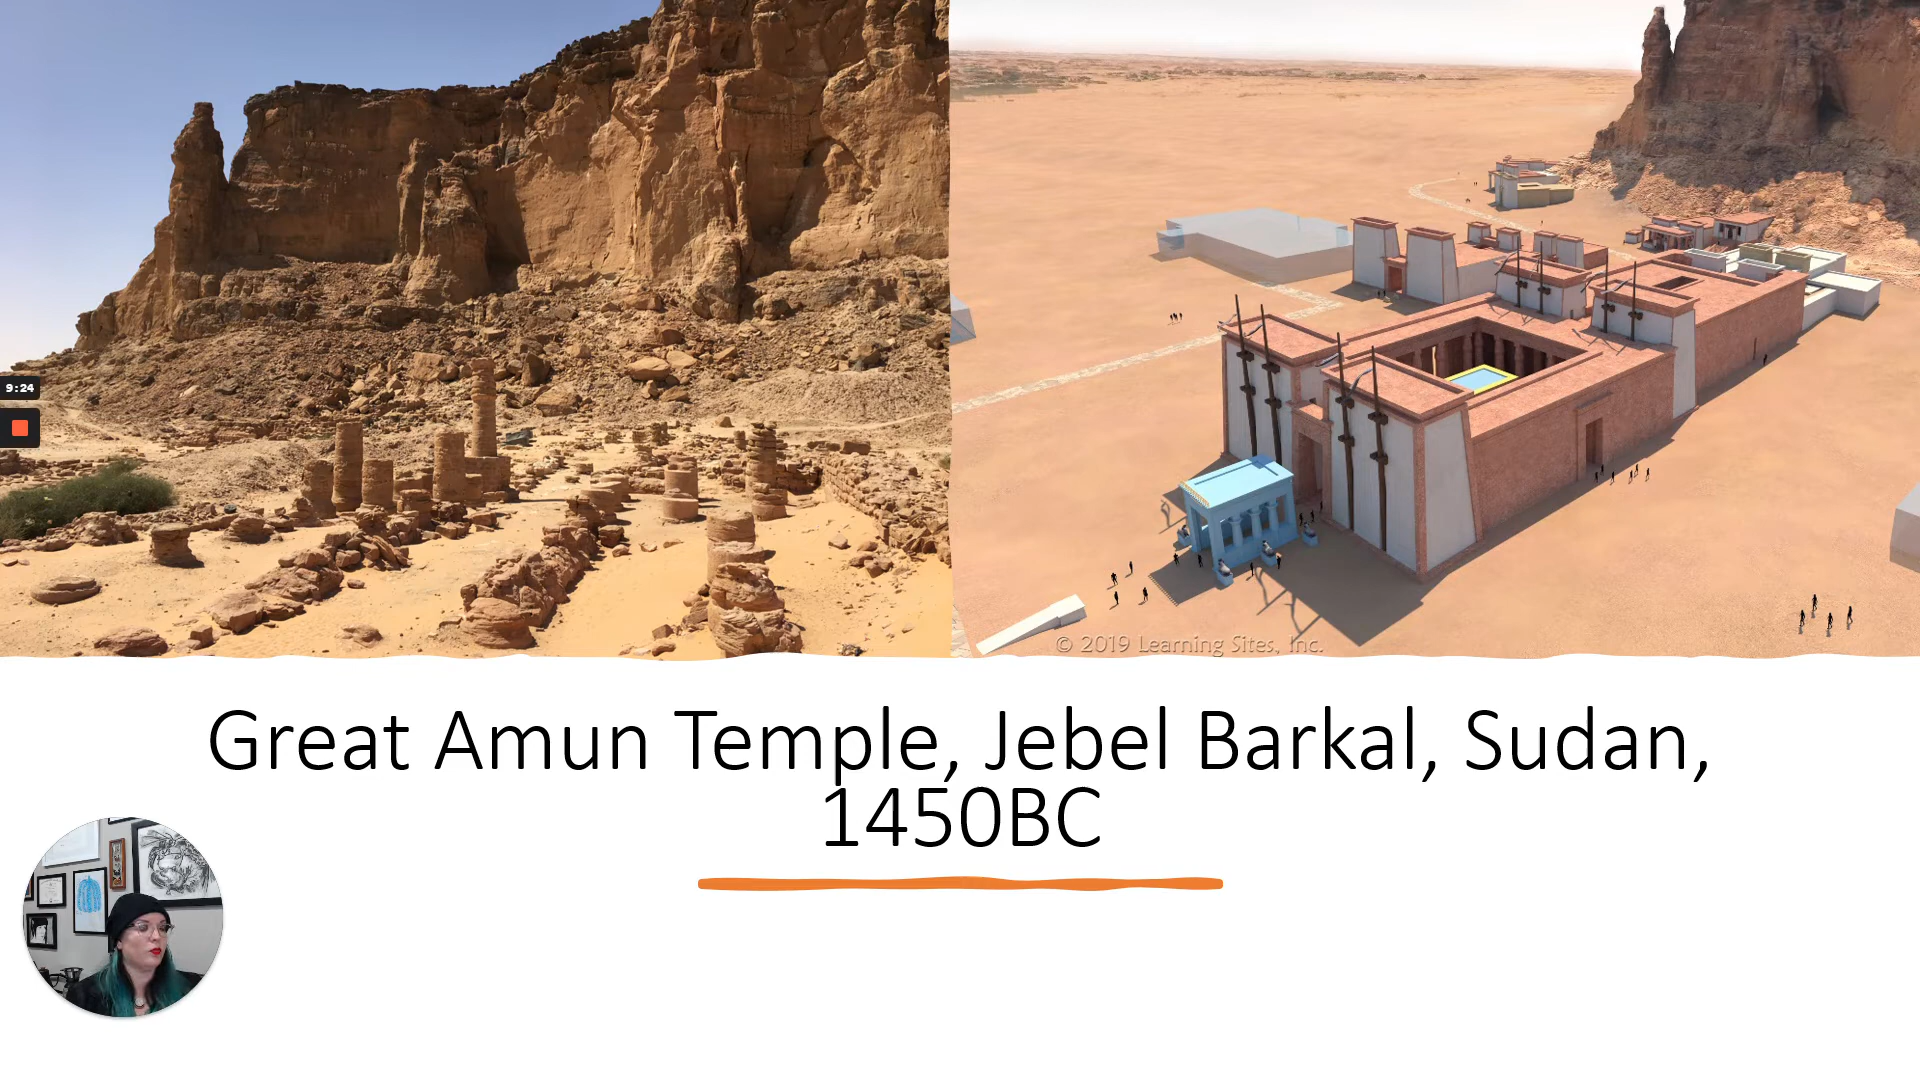 9:24
© 2019 Learning Sites, Inc.
Great Amun Temple, Jebel Barkal, Sudan,
1450BC